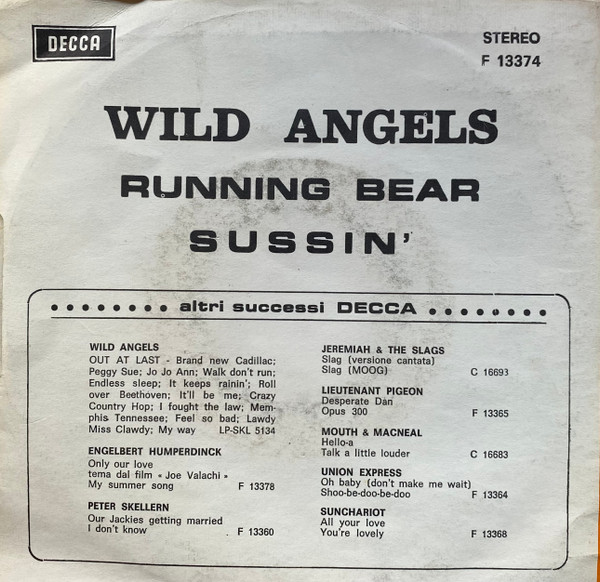 DECCA
STEREO
F 13374
WILD ANGELS
RUNNING BEAR
SUSSIN'
altri successi DECCA
WILD ANGELS
OUT AT LAST - Brand new Cadillac;
Peggy Sue; Jo Jo Ann; Walk don't run;
Endless sleep; It keeps rainin'; Roll
over Beethoven; It'll be me; Crazy
Country Hop; I fought the law; Mem-
phis Tennessee; Feel so bad; Lawdy
Miss Clawdy; My way LP-SKL 5134
ENGELBERT HUMPERDINCK
Only our love
tema dal film « Joe Valachi »
My summer song F 13378
PETER SKELLERN
Our Jackies getting married
I don't know F 13360
JEREMIAH & THE SLAGS
Slag (versione cantata)
Slag (MOOG) C 16693
LIEUTENANT PIGEON
Desperate Dan
Opus 300 F 13365
MOUTH & MACNEAL
Hello-a
Talk a little louder C 16683
UNION EXPRESS
Oh baby (don't make me wait)
Shoo-be-doo-be-doo F 13364
SUNCHARIOT
All your love
You're lovely F 13368